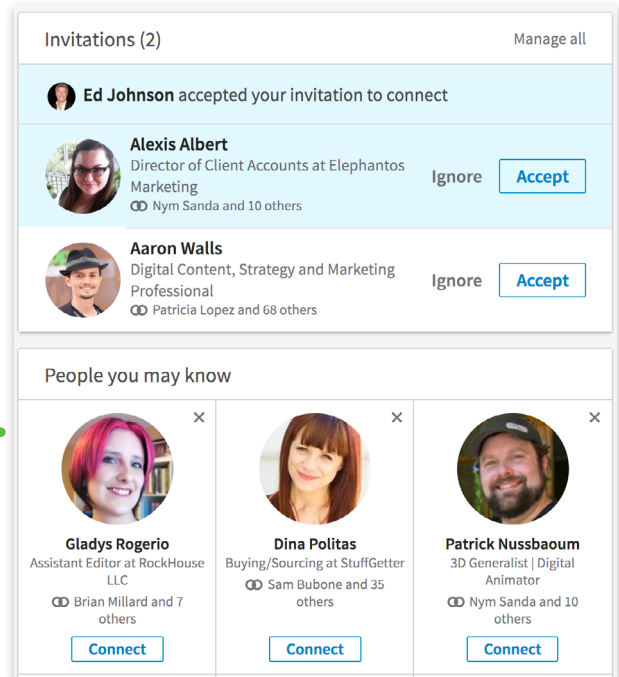 Invitations (2)
Manage all
Ed Johnson accepted your invitation to connect
Alexis Albert
Director of Client Accounts at Elephantos
Marketing
Nym Sanda and 10 others
Ignore
Accept
Aaron Walls
Digital Content, Strategy and Marketing
Professional
Patricia Lopez and 68 others
Ignore
Accept
People you may know
Gladys Rogerio
Assistant Editor at RockHouse
LLC
Brian Millard and 7
others
Connect
Dina Politas
Buying/Sourcing at StuffGetter
Sam Bubone and 35
others
Connect
Patrick Nussbaoum
3D Generalist | Digital
Animator
Nym Sanda and 10
others
Connect